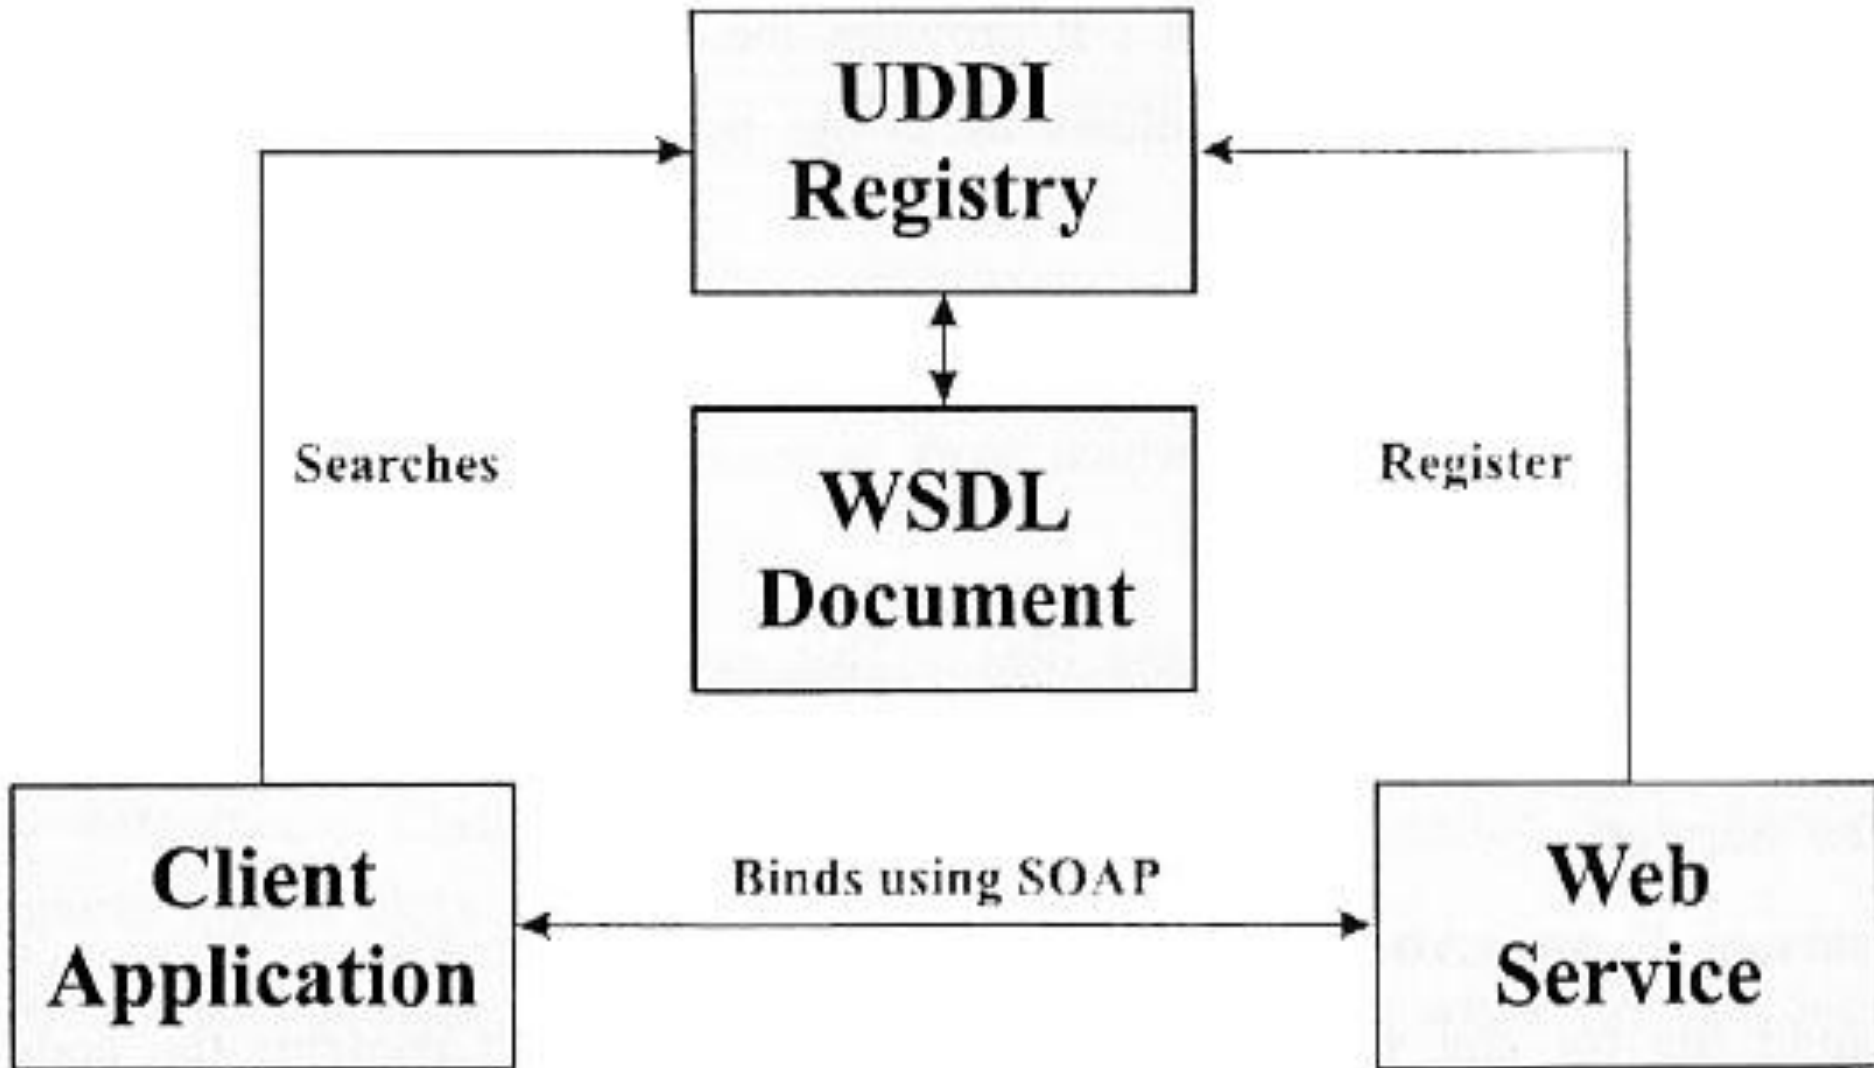 UDDI
Registry
Searches
Register
WSDL
Document
Client
Application
Binds using SOAP
Web
Service